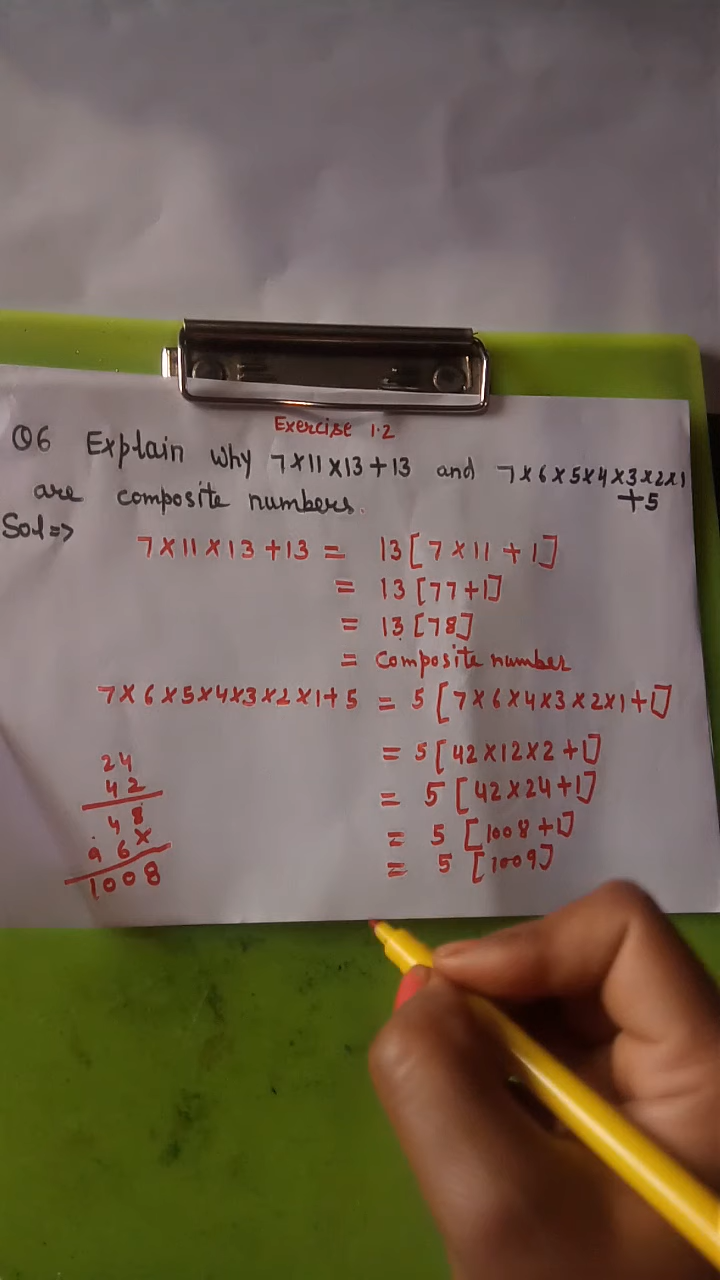 Exercise 1.2
Q6 Explain why 7×11×13+13 and 7×6×5×4×3×2×1
are composite numbers. +5
Sol=>
7×11×13+13 = 13[7×11+1]
= 13[77+1]
= 13[78]
= composite number
7×6×5×4×3×2×1+5 = 5[7×6×4×3×2×1+1]
= 5[42×12×2+1]
= 5[42×24+1]
= 5[1008+1]
= 5[1009]
24
42
48
96×
1008